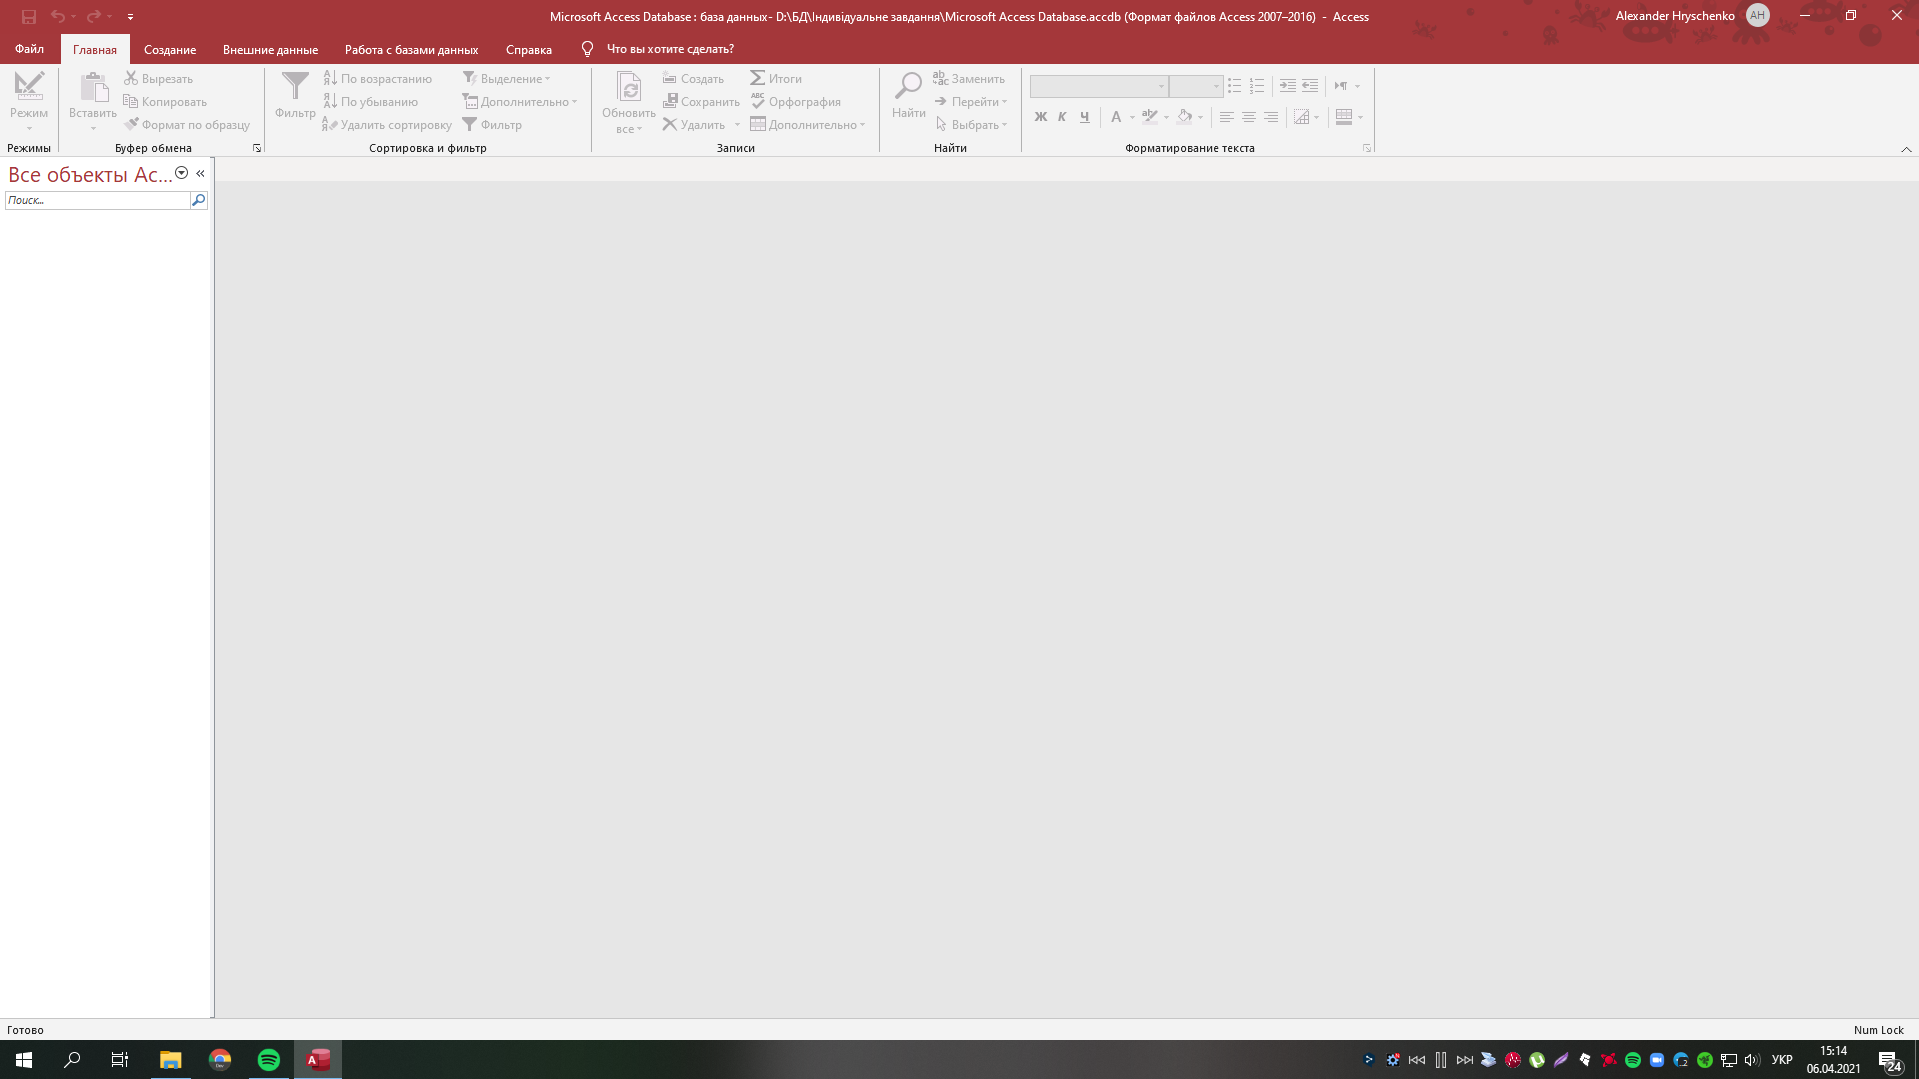 Microsoft Access Database : база данных- D:\БД\Індивідуальне завдання\Microsoft Access Database.accdb (Формат файлов Access 2007–2016) - Access
Alexander Hryschenko
AH
Файл
Главная
Создание
Внешние данные
Работа с базами данных
Справка
Что вы хотите сделать?
Режим
Режимы
Вставить
Вырезать
Копировать
Формат по образцу
Буфер обмена
Фильтр
По возрастанию
По убыванию
Удалить сортировку
Выделение
Дополнительно
Фильтр
Сортировка и фильтр
Обновить
все
Создать
Сохранить
Удалить
Итоги
Орфография
Дополнительно
Записи
Найти
Заменить
Перейти
Выбрать
Найти
Ж К Ч А
Форматирование текста
Все объекты Ac...
Поиск...
Готово
Num Lock
УКР
15:14
06.04.2021
24